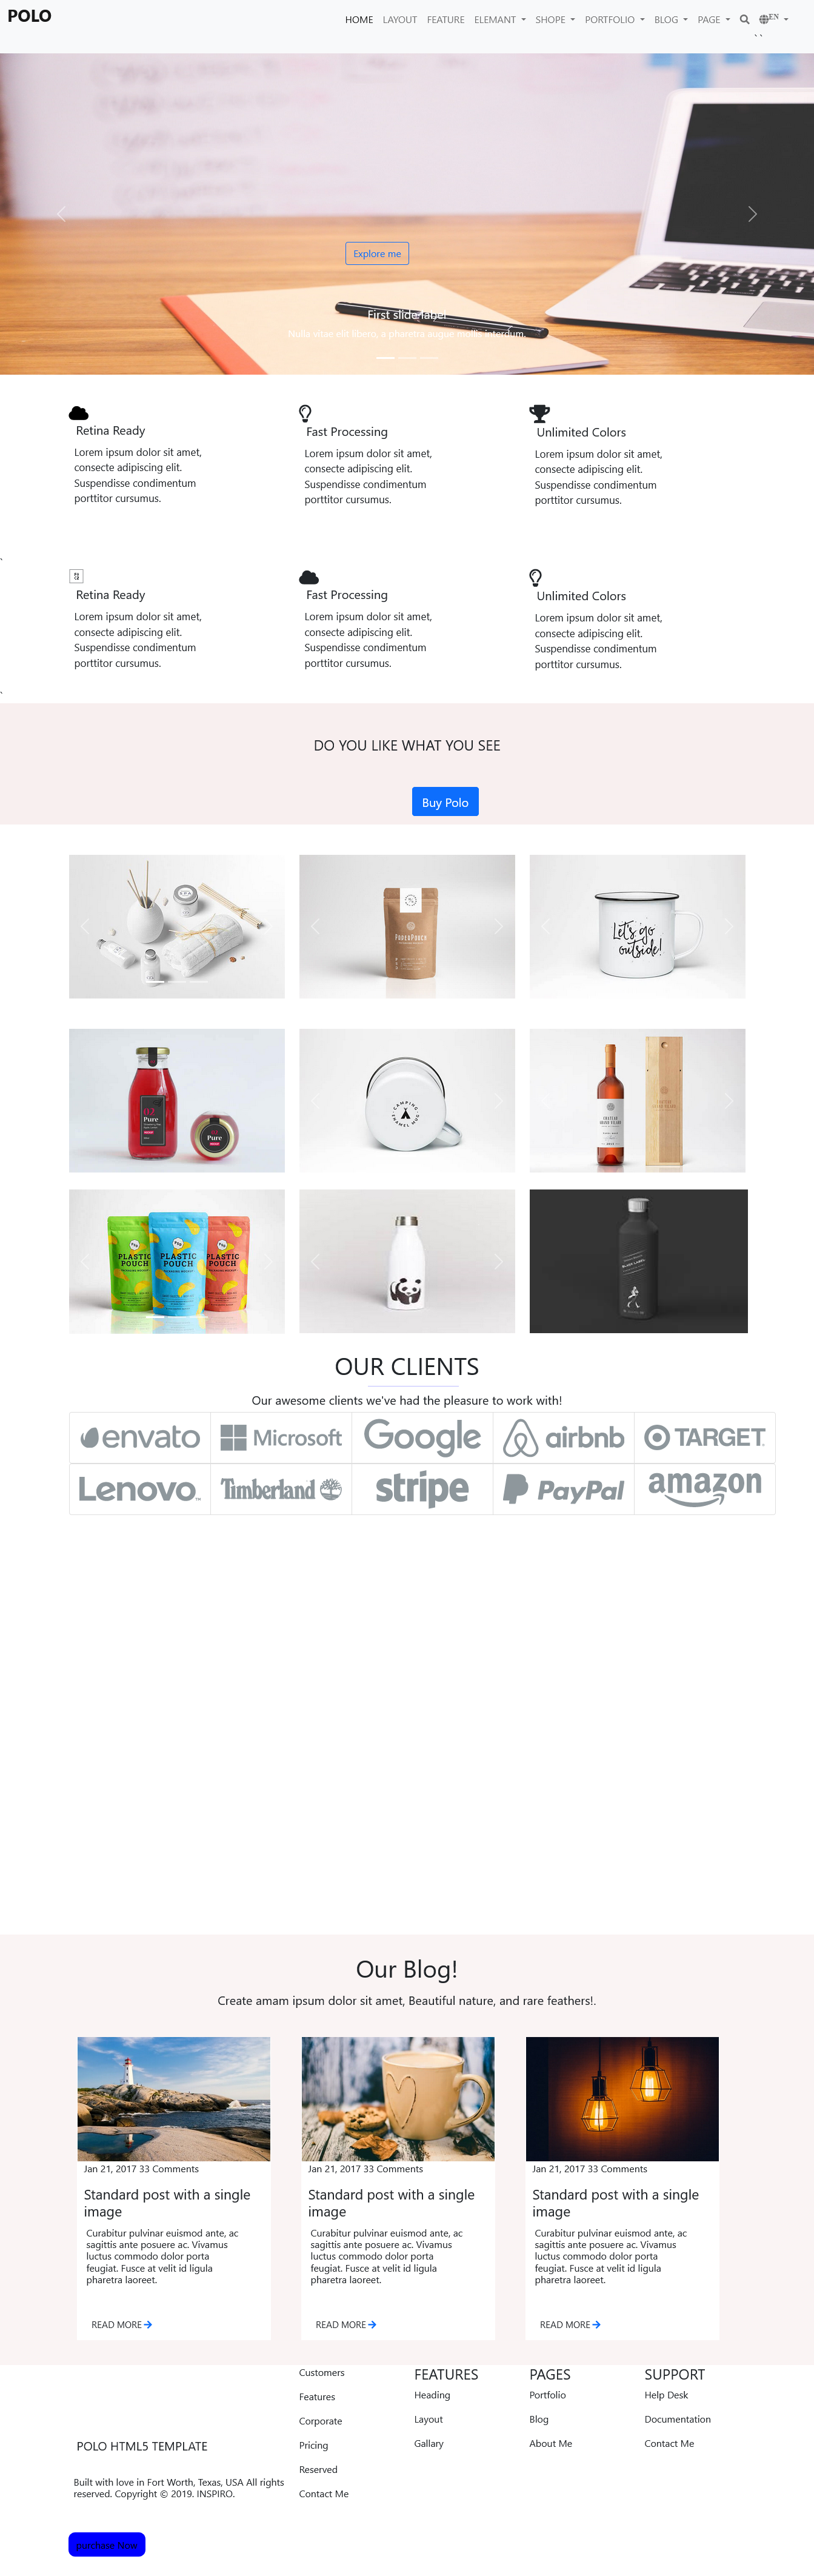 POLO
HOME LAYOUT FEATURE ELEMANT SHOPE PORTFOLIO BLOG PAGE EN
` `
Explore me
First slide label
Nulla vitae elit libero, a pharetra augue mollis interdum.
Retina Ready
Lorem ipsum dolor sit amet,
consecte adipiscing elit.
Suspendisse condimentum
porttitor cursumus.
Fast Processing
Lorem ipsum dolor sit amet,
consecte adipiscing elit.
Suspendisse condimentum
porttitor cursumus.
Unlimited Colors
Lorem ipsum dolor sit amet,
consecte adipiscing elit.
Suspendisse condimentum
porttitor cursumus.
`
Retina Ready
Lorem ipsum dolor sit amet,
consecte adipiscing elit.
Suspendisse condimentum
porttitor cursumus.
Fast Processing
Lorem ipsum dolor sit amet,
consecte adipiscing elit.
Suspendisse condimentum
porttitor cursumus.
Unlimited Colors
Lorem ipsum dolor sit amet,
consecte adipiscing elit.
Suspendisse condimentum
porttitor cursumus.
`
DO YOU LIKE WHAT YOU SEE
Buy Polo
Let's go
outside!
02
Pure
Pure
CAMPING
ENAMEL MUG
PLASTIC
POUCH
PLASTIC
POUCH
PLASTIC
POUCH
BLACK LABEL
OUR CLIENTS
Our awesome clients we've had the pleasure to work with!
envato Microsoft Google airbnb TARGET
Lenovo Timberland stripe PayPal amazon
Our Blog!
Create amam ipsum dolor sit amet, Beautiful nature, and rare feathers!.
Jan 21, 2017 33 Comments
Standard post with a single
image
Curabitur pulvinar euismod ante, ac
sagittis ante posuere ac. Vivamus
luctus commodo dolor porta
feugiat. Fusce at velit id ligula
pharetra laoreet.
READ MORE
Jan 21, 2017 33 Comments
Standard post with a single
image
Curabitur pulvinar euismod ante, ac
sagittis ante posuere ac. Vivamus
luctus commodo dolor porta
feugiat. Fusce at velit id ligula
pharetra laoreet.
READ MORE
Jan 21, 2017 33 Comments
Standard post with a single
image
Curabitur pulvinar euismod ante, ac
sagittis ante posuere ac. Vivamus
luctus commodo dolor porta
feugiat. Fusce at velit id ligula
pharetra laoreet.
READ MORE
POLO HTML5 TEMPLATE
Built with love in Fort Worth, Texas, USA All rights
reserved. Copyright © 2019. INSPIRO.
purchase Now
Customers
Features
Corporate
Pricing
Reserved
Contact Me
FEATURES
Heading
Layout
Gallary
PAGES
Portfolio
Blog
About Me
SUPPORT
Help Desk
Documentation
Contact Me